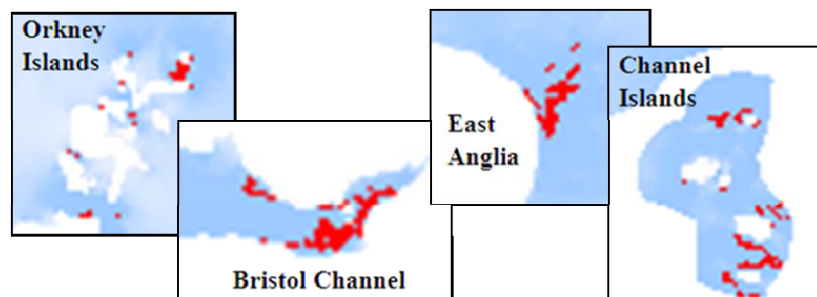 Orkney
Islands
Bristol Channel
East
Anglia
Channel
Islands